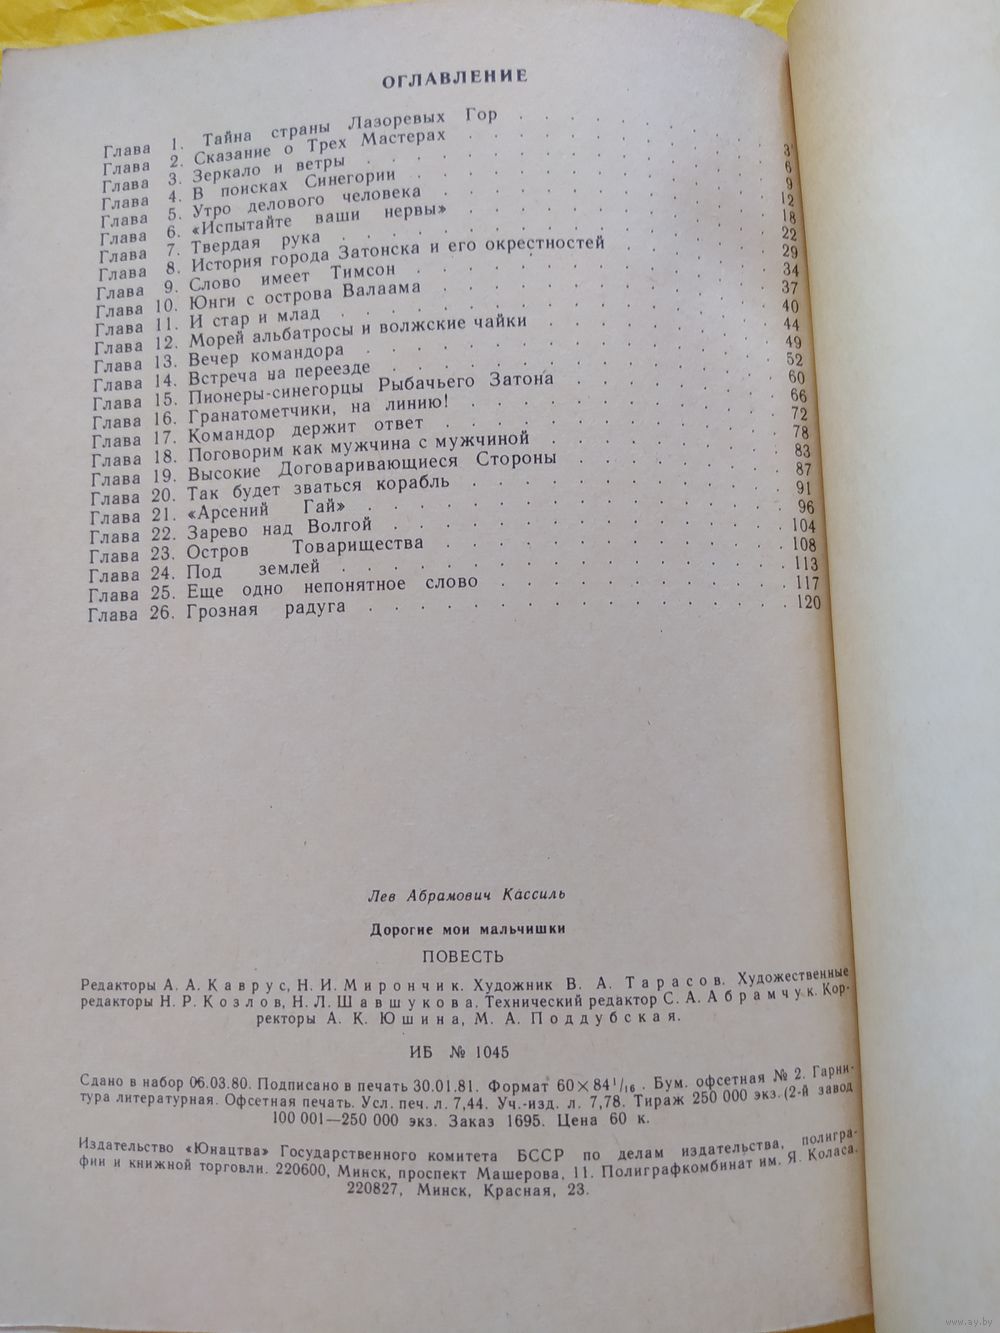 ОГЛАВЛЕНИЕ
Глава 1. Тайна страны Лазоревых Гор . . . . . . . . 3
Глава 2. Сказание о Трех Мастерах . . . . . . . . 6
Глава 3. Зеркало и ветры . . . . . . . . 9
Глава 4. В поисках Синегории . . . . . . . . 12
Глава 5. Утро делового человека . . . . . . . . 18
Глава 6. «Испытайте ваши нервы» . . . . . . . . 22
Глава 7. Твердая рука . . . . . . . . 29
Глава 8. История города Затонска и его окрестностей . . . . . . . . 34
Глава 9. Слово имеет Тимсон . . . . . . . . 37
Глава 10. Юнги с острова Валаама . . . . . . . . 40
Глава 11. И стар и млад . . . . . . . . 44
Глава 12. Морей альбатросы и волжские чайки . . . . . . . . 49
Глава 13. Вечер командора . . . . . . . . 52
Глава 14. Встреча на переезде . . . . . . . . 60
Глава 15. Пионеры-синегорцы Рыбачьего Затона . . . . . . . . 66
Глава 16. Гранатометчики, на линию! . . . . . . . . 72
Глава 17. Командор держит ответ . . . . . . . . 78
Глава 18. Поговорим как мужчина с мужчиной . . . . . . . . 83
Глава 19. Высокие Договаривающиеся Стороны . . . . . . . . 87
Глава 20. Так будет зваться корабль . . . . . . . . 91
Глава 21. «Арсений Гай» . . . . . . . . 96
Глава 22. Зарево над Волгой . . . . . . . . 104
Глава 23. Остров Товарищества . . . . . . . . 108
Глава 24. Под землей . . . . . . . . 113
Глава 25. Еще одно непонятное слово . . . . . . . . 117
Глава 26. Грозная радуга . . . . . . . . 120
Лев Абрамович Кассиль
Дорогие мои мальчишки
ПОВЕСТЬ
Редакторы А. А. Каврус, Н. И. Мирончик. Художник В. А. Тарасов. Художественные
редакторы Н. Р. Козлов, Н. Л. Шавшукова. Технический редактор С. А. Абрамчук. Кор-
ректоры А. К. Юшина, М. А. Поддубская.
ИБ № 1045
Сдано в набор 06.03.80. Подписано в печать 30.01.81. Формат 60×84 1/16. Бум. офсетная № 2. Гарни-
тура литературная. Офсетная печать. Усл. печ. л. 7,44. Уч.-изд. л. 7,78. Тираж 250 000 экз. (2-й завод
100 001—250 000 экз. Заказ 1695. Цена 60 к.
Издательство «Юнацтва» Государственного комитета БССР по делам издательства, полигра-
фии и книжной торговли. 220600, Минск, проспект Машерова, 11. Полиграфкомбинат им. Я. Коласа.
220827, Минск, Красная, 23.
www.ay.by